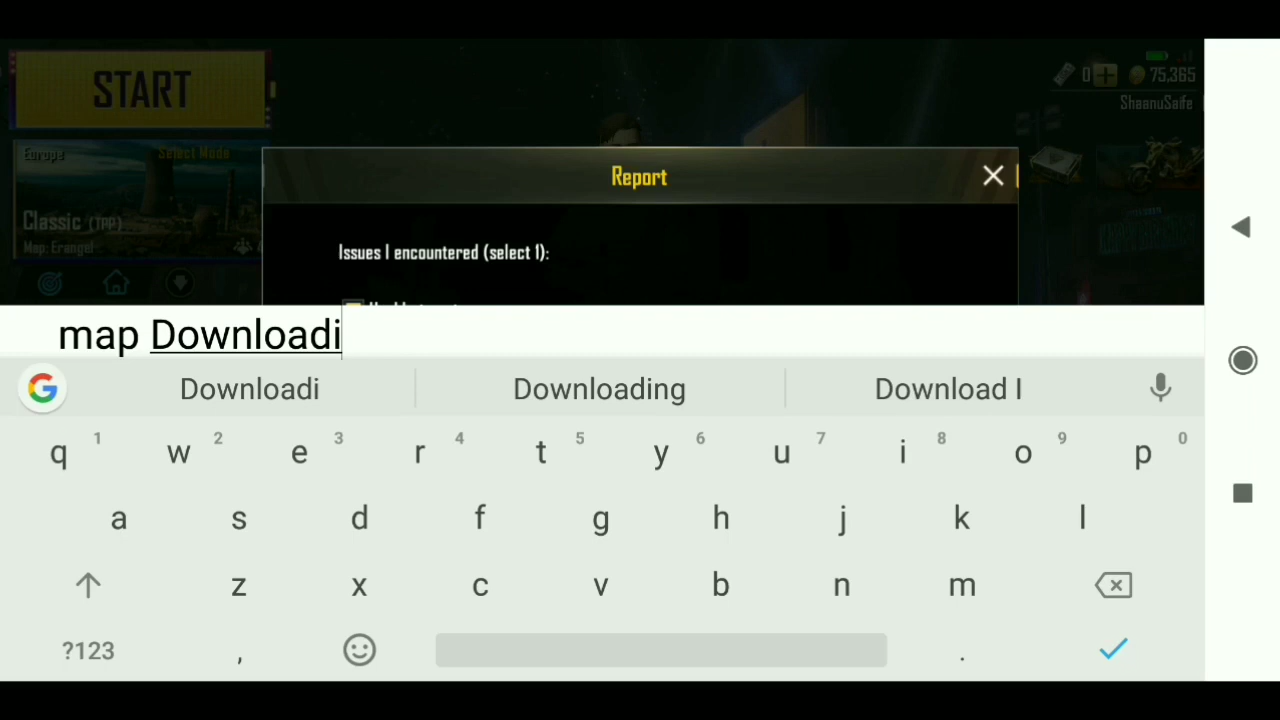 START
0
75,365
ShaanuSaife
Europe
Select Mode
Classic (TPP)
Map: Erangel
Report
Issues I encountered (select 1):
map Downloadi
Downloadi
Downloading
Download I
q 1 w 2 e 3 r 4 t 5 y 6 u 7 i 8 o 9 p 0
a s d f g h j k l
z x c v b n m
?123 , .